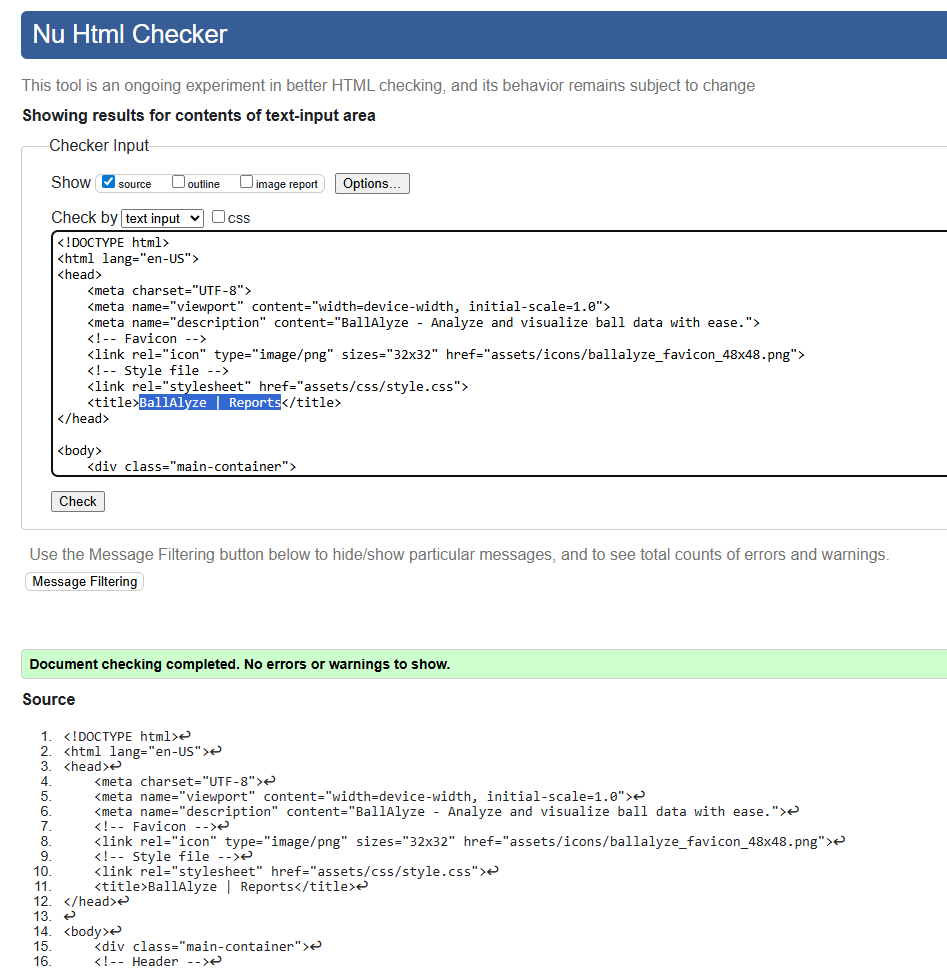 Nu Html Checker
This tool is an ongoing experiment in better HTML checking, and its behavior remains subject to change
Showing results for contents of text-input area
Checker Input
Show source outline image report Options...
Check by text input css
<!DOCTYPE html>
<html lang="en-US">
<head>
    <meta charset="UTF-8">
    <meta name="viewport" content="width=device-width, initial-scale=1.0">
    <meta name="description" content="BallAlyze - Analyze and visualize ball data with ease.">
    <!-- Favicon -->
    <link rel="icon" type="image/png" sizes="32x32" href="assets/icons/ballalyze_favicon_48x48.png">
    <!-- Style file -->
    <link rel="stylesheet" href="assets/css/style.css">
    <title>BallAlyze | Reports</title>
</head>
<body>
    <div class="main-container">
Check
Use the Message Filtering button below to hide/show particular messages, and to see total counts of errors and warnings.
Message Filtering
Document checking completed. No errors or warnings to show.
Source
1. <!DOCTYPE html>↩
2. <html lang="en-US">↩
3. <head>↩
4.     <meta charset="UTF-8">↩
5.     <meta name="viewport" content="width=device-width, initial-scale=1.0">↩
6.     <meta name="description" content="BallAlyze - Analyze and visualize ball data with ease.">↩
7.     <!-- Favicon -->↩
8.     <link rel="icon" type="image/png" sizes="32x32" href="assets/icons/ballalyze_favicon_48x48.png">↩
9.     <!-- Style file -->↩
10.     <link rel="stylesheet" href="assets/css/style.css">↩
11.     <title>BallAlyze | Reports</title>↩
12. </head>↩
13. ↩
14. <body>↩
15.     <div class="main-container">↩
16.     <!-- Header -->↩